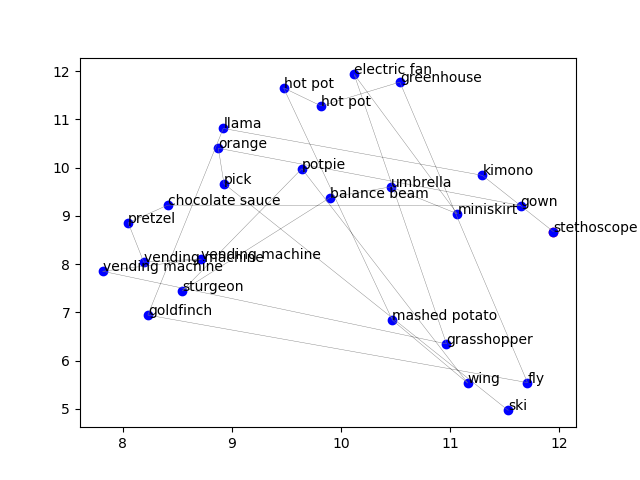 12
11
10
9
8
7
6
5
electric fan
greenhouse
hot pot
hot pot
llama
orange
potpie
kimono
pick
umbrella
balance beam
chocolate sauce
gown
miniskirt
pretzel
stethoscope
vending machine
vending machine
vending machine
sturgeon
goldfinch
mashed potato
grasshopper
wing
fly
ski
8 9 10 11 12